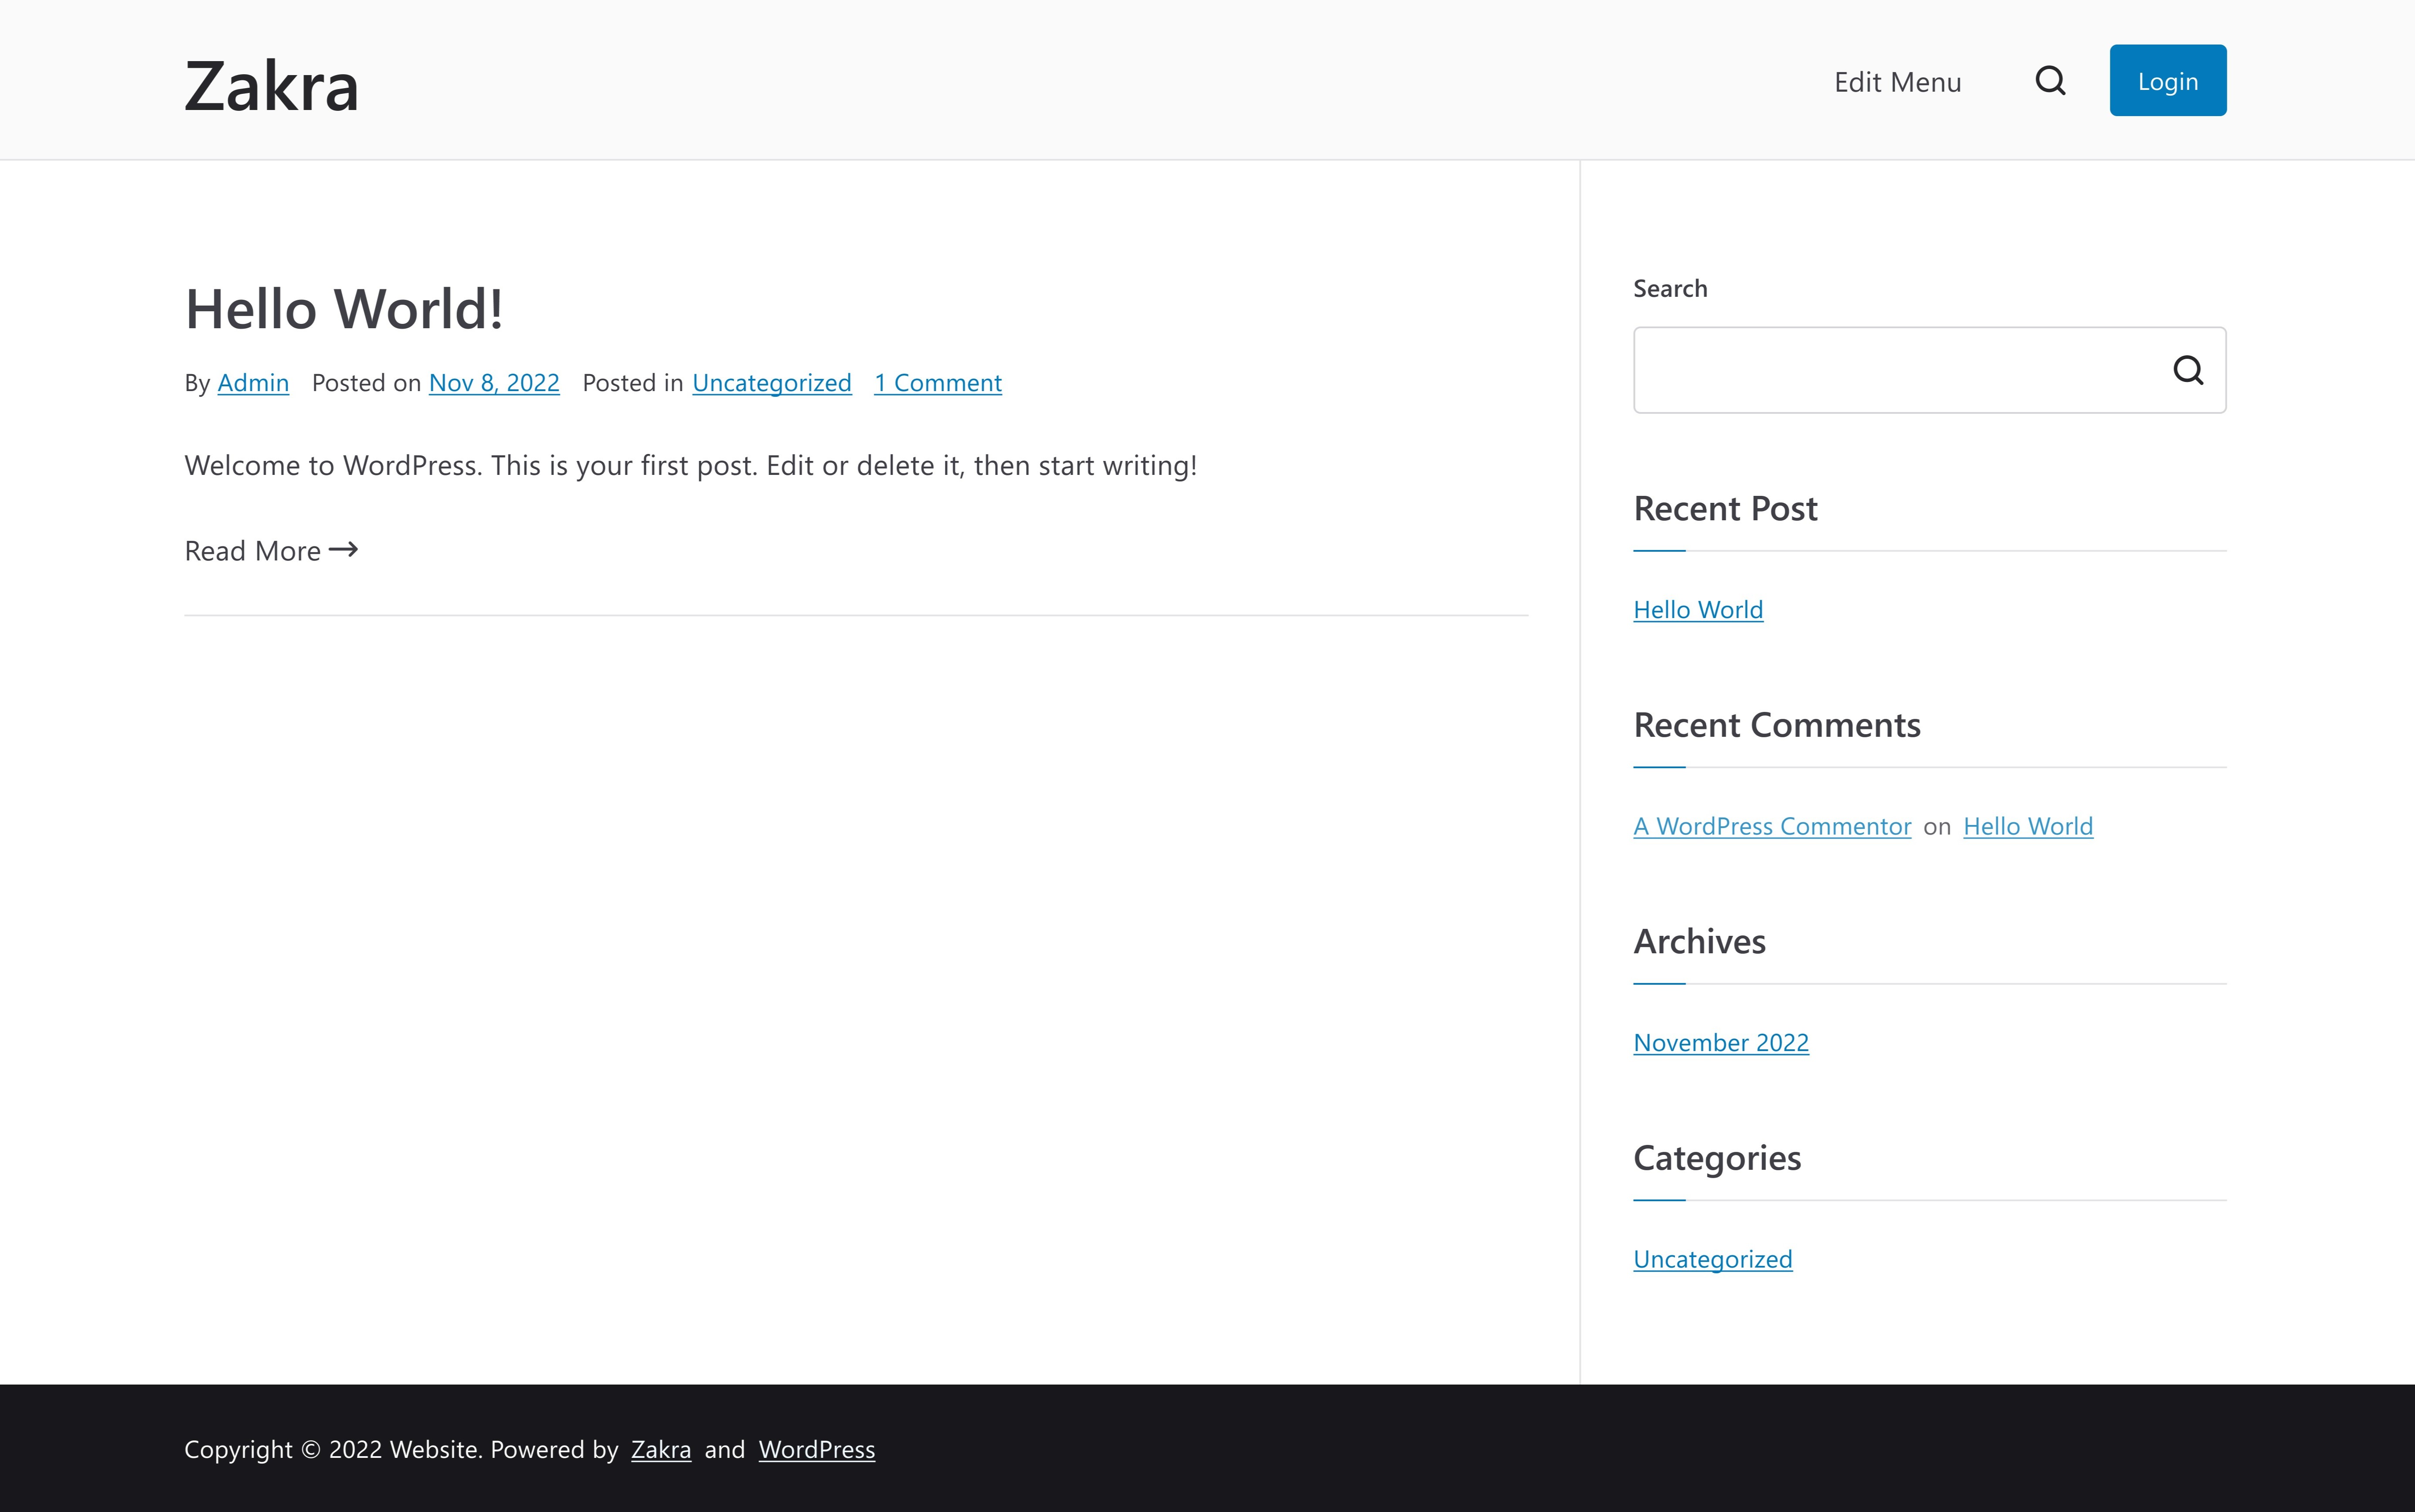 Zakra
Edit Menu
Login
Hello World!
By Admin Posted on Nov 8, 2022 Posted in Uncategorized 1 Comment
Welcome to WordPress. This is your first post. Edit or delete it, then start writing!
Read More
Search
Recent Post
Hello World
Recent Comments
A WordPress Commentor on Hello World
Archives
November 2022
Categories
Uncategorized
Copyright © 2022 Website. Powered by Zakra and WordPress